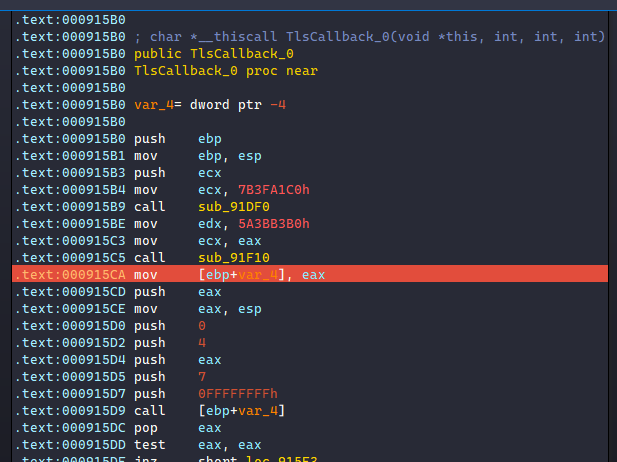 .text:000915B0
.text:000915B0 ; char *__thiscall TlsCallback_0(void *this, int, int, int)
.text:000915B0 public TlsCallback_0
.text:000915B0 TlsCallback_0 proc near
.text:000915B0
.text:000915B0 var_4= dword ptr -4
.text:000915B0
.text:000915B0 push ebp
.text:000915B1 mov ebp, esp
.text:000915B3 push ecx
.text:000915B4 mov ecx, 7B3FA1C0h
.text:000915B9 call sub_91DF0
.text:000915BE mov edx, 5A3BB3B0h
.text:000915C3 mov ecx, eax
.text:000915C5 call sub_91F10
.text:000915CA mov [ebp+var_4], eax
.text:000915CD push eax
.text:000915CE mov eax, esp
.text:000915D0 push 0
.text:000915D2 push 4
.text:000915D4 push eax
.text:000915D5 push 7
.text:000915D7 push 0FFFFFFFFh
.text:000915D9 call [ebp+var_4]
.text:000915DC pop eax
.text:000915DD test eax, eax
.text:000915DF jnz short loc_915F3